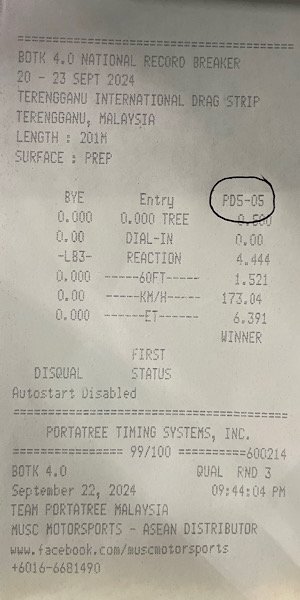 =====================================
BOTK 4.0 NATIONAL RECORD BREAKER
20 - 23 SEPT 2024
TERENGGANU INTERNATIONAL DRAG STRIP
TERENGGANU, MALAYSIA
LENGTH : 201M
SURFACE : PREP
BYE Entry PD5-05
0.000 0.000 TREE 0.500
0.00 DIAL-IN 0.00
-LB3- REACTION 4.444
0.000 ------60FT----- 1.521
0.00 ------KM/H----- 173.04
0.000 -------ET------ 6.391
WINNER
FIRST
DISQUAL STATUS
Autostart Disabled
=====================================
PORTATREE TIMING SYSTEMS, INC.
=============== 99/100 ==========600214
BOTK 4.0 QUAL RND 3
September 22, 2024 09:44:04 PM
TEAM PORTATREE MALAYSIA
MUSC MOTORSPORTS - ASEAN DISTRIBUTOR
www.facebook.com/muscmotorsports
+6016-6681490